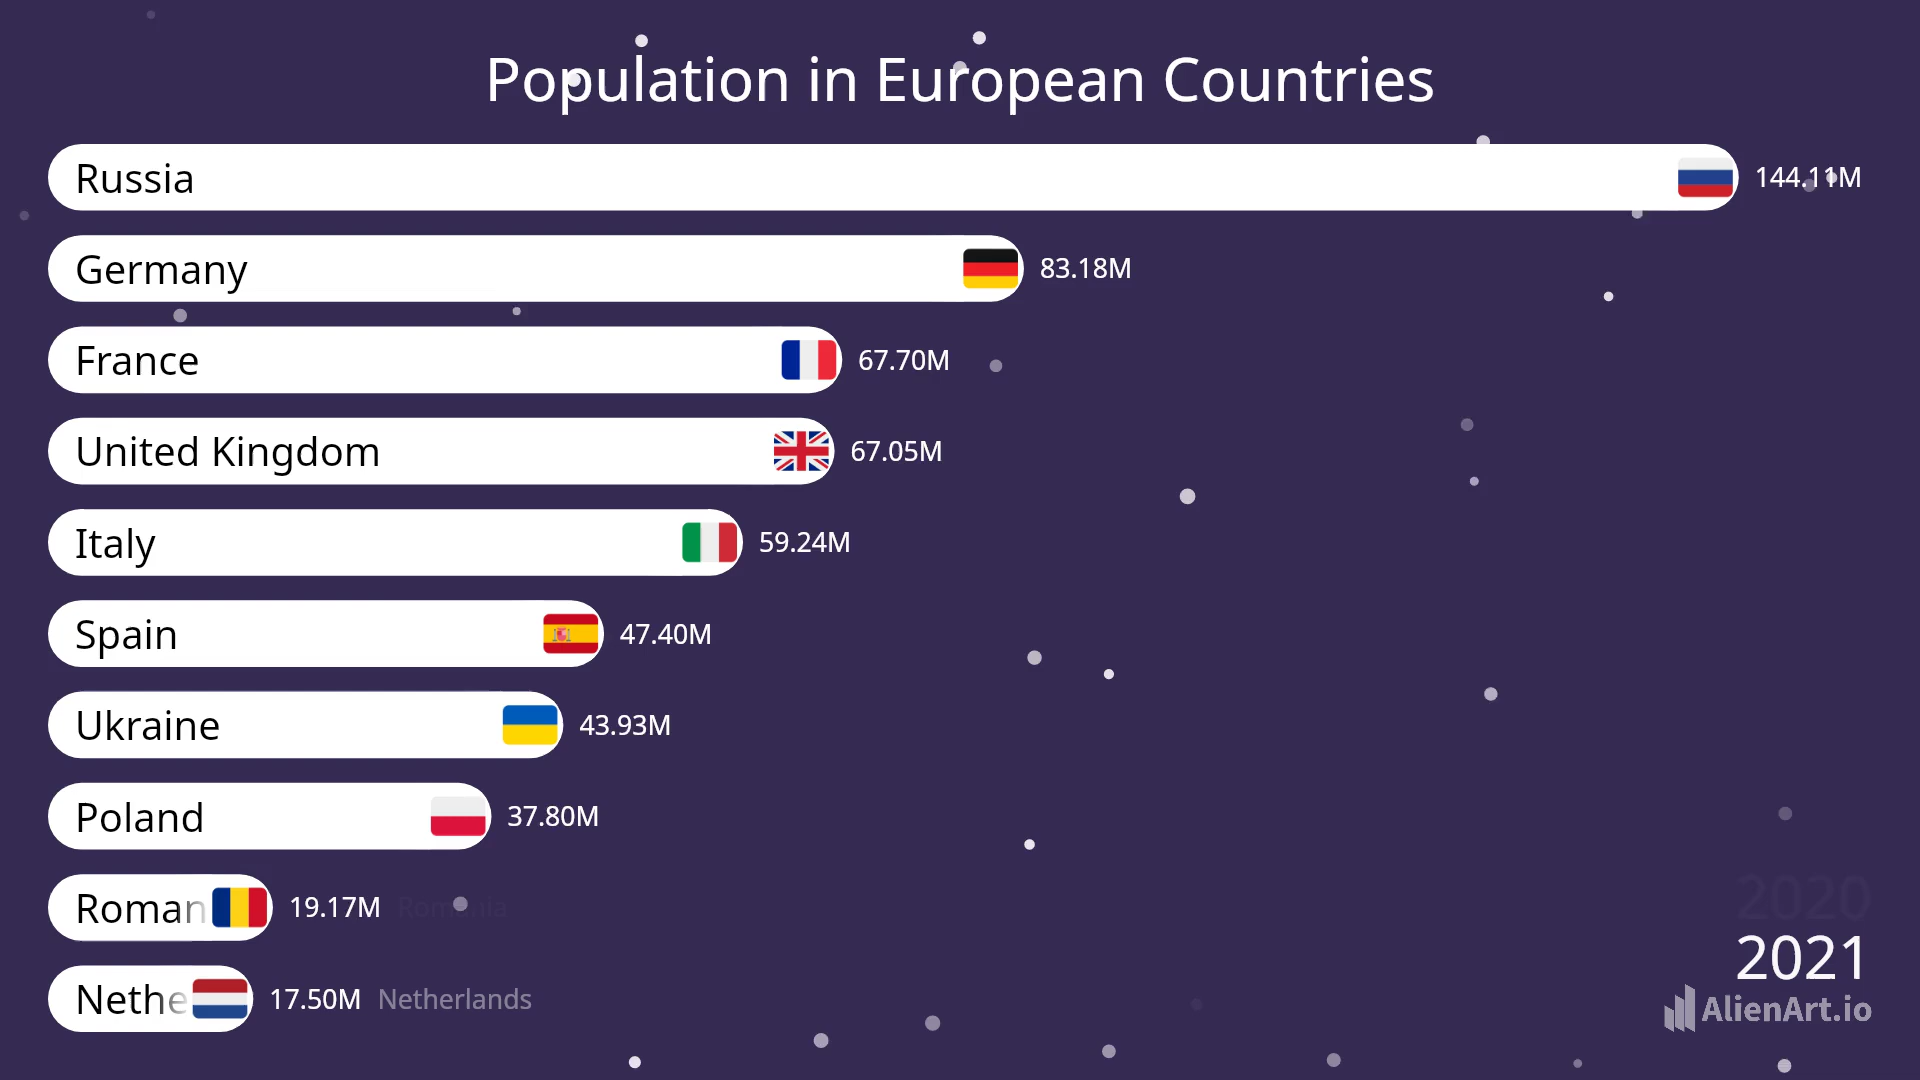 Population in European Countries
Russia 144.11M
Germany 83.18M
France 67.70M
United Kingdom 67.05M
Italy 59.24M
Spain 47.40M
Ukraine 43.93M
Poland 37.80M
Roman 19.17M Romania
Nethe 17.50M Netherlands
2020
2021
AlienArt.io